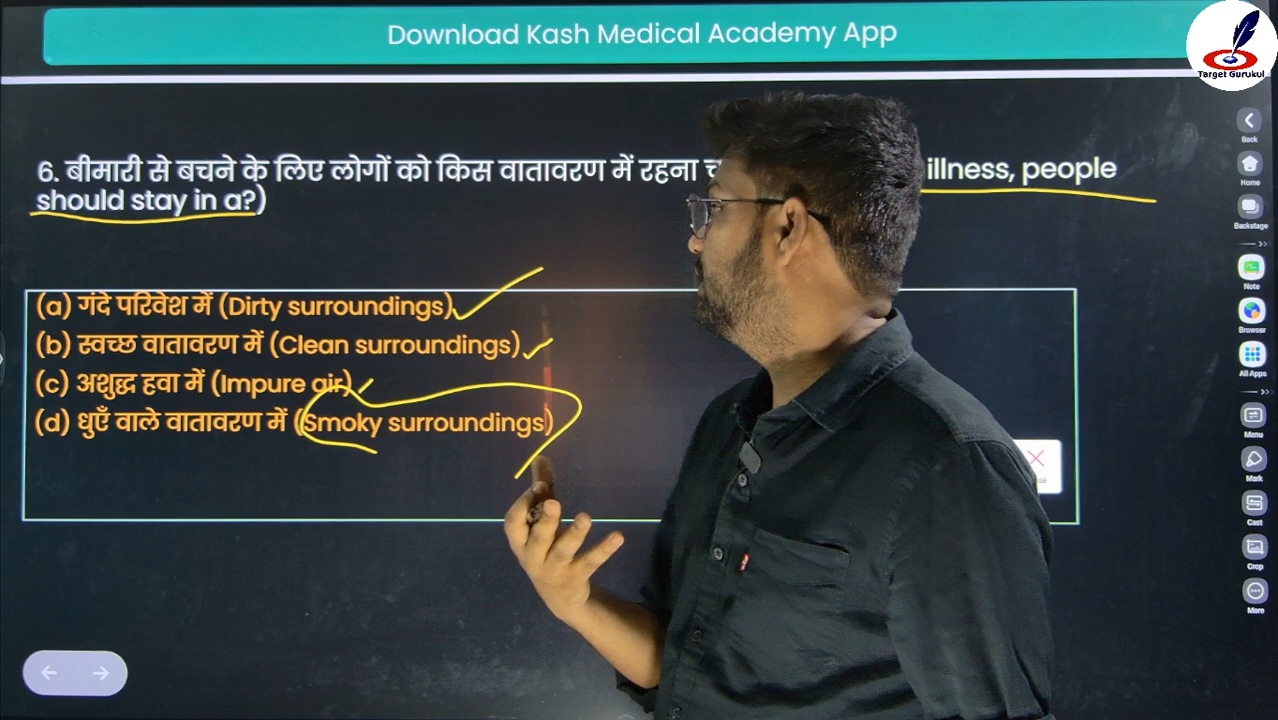 Download Kash Medical Academy App
Target Gurukul
6. बीमारी से बचने के लिए लोगों को किस वातावरण में रहना illness, people
should stay in a?)
(a) गंदे परिवेश में (Dirty surroundings)
(b) स्वच्छ वातावरण में (Clean surroundings)
(c) अशुद्ध हवा में (Impure air)
(d) धुएँ वाले वातावरण में (Smoky surroundings)
Back
Home
Backstage
Note
Browser
All Apps
Menu
Mark
Cast
Crop
More